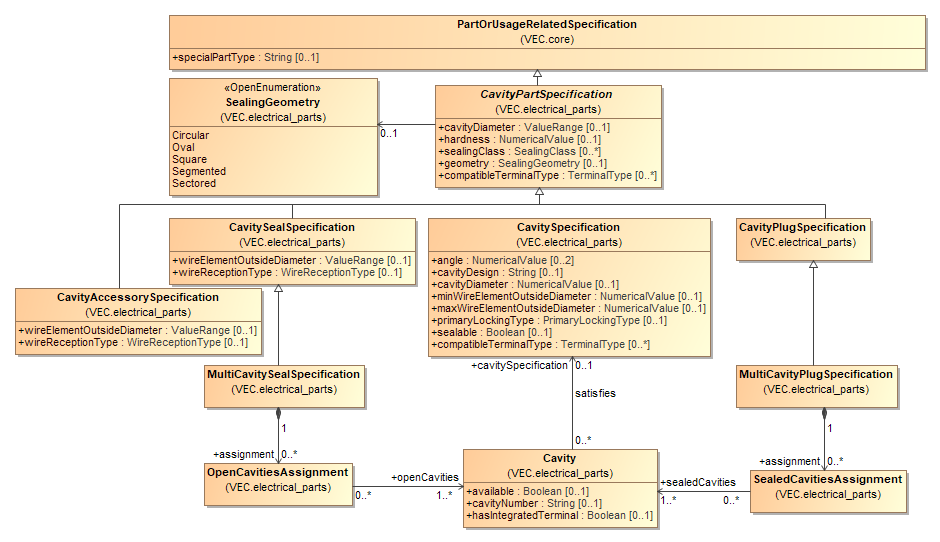 PartOrUsageRelatedSpecification
(VEC.core)
+specialPartType : String [0..1]
«OpenEnumeration»
SealingGeometry
(VEC.electrical_parts)
Circular
Oval
Square
Segmented
Sectored
0..1
CavityPartSpecification
(VEC.electrical_parts)
+cavityDiameter : ValueRange [0..1]
+hardness : NumericalValue [0..1]
+sealingClass : SealingClass [0..*]
+geometry : SealingGeometry [0..1]
+compatibleTerminalType : TerminalType [0..*]
CavitySealSpecification
(VEC.electrical_parts)
+wireElementOutsideDiameter : ValueRange [0..1]
+wireReceptionType : WireReceptionType [0..1]
CavitySpecification
(VEC.electrical_parts)
+angle : NumericalValue [0..2]
+cavityDesign : String [0..1]
+cavityDiameter : NumericalValue [0..1]
+minWireElementOutsideDiameter : NumericalValue [0..1]
+maxWireElementOutsideDiameter : NumericalValue [0..1]
+primaryLockingType : PrimaryLockingType [0..1]
+sealable : Boolean [0..1]
+compatibleTerminalType : TerminalType [0..*]
CavityPlugSpecification
(VEC.electrical_parts)
CavityAccessorySpecification
(VEC.electrical_parts)
+wireElementOutsideDiameter : ValueRange [0..1]
+wireReceptionType : WireReceptionType [0..1]
MultiCavitySealSpecification
(VEC.electrical_parts)
+cavitySpecification 0..1
satisfies
0..*
MultiCavityPlugSpecification
(VEC.electrical_parts)
1
+assignment 0..*
1
+assignment 0..*
OpenCavitiesAssignment
(VEC.electrical_parts)
+openCavities
0..* 1..*
Cavity
(VEC.electrical_parts)
+available : Boolean [0..1]
+cavityNumber : String [0..1]
+hasIntegratedTerminal : Boolean [0..1]
+sealedCavities
1..* 0..*
SealedCavitiesAssignment
(VEC.electrical_parts)